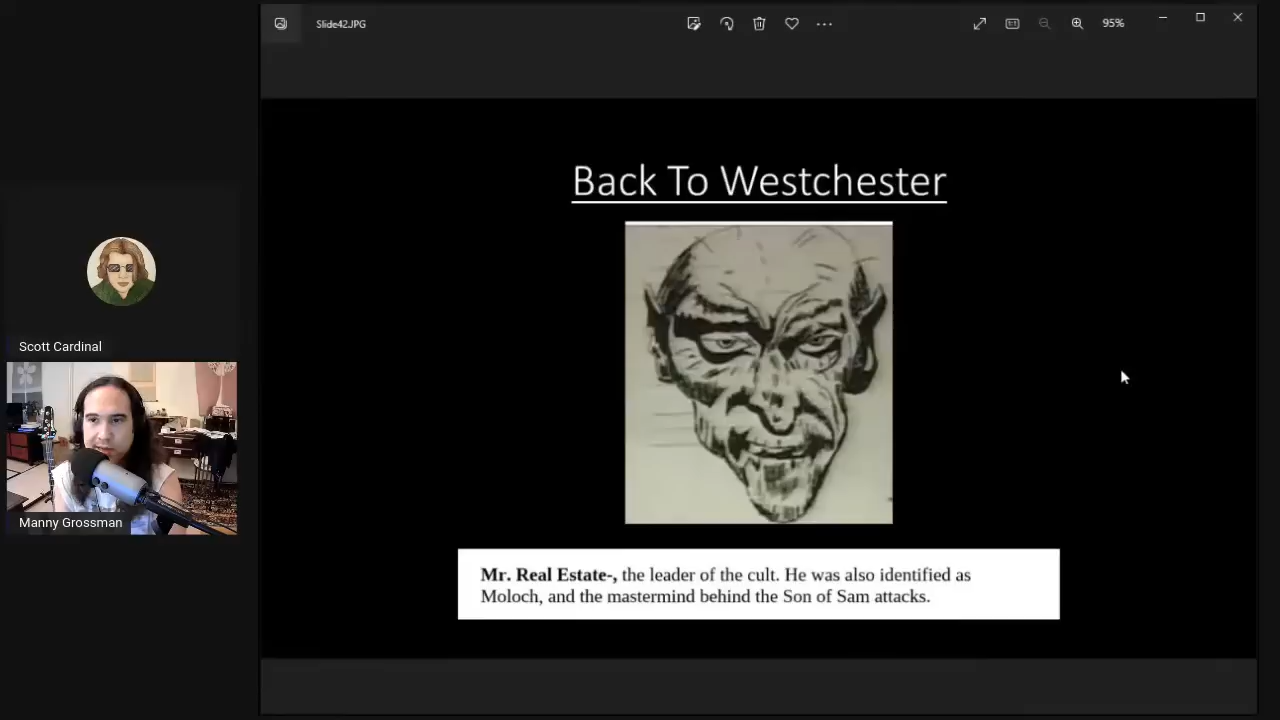 Slide42.JPG
95%
Back To Westchester
Scott Cardinal
Manny Grossman
Mr. Real Estate-, the leader of the cult. He was also identified as
Moloch, and the mastermind behind the Son of Sam attacks.